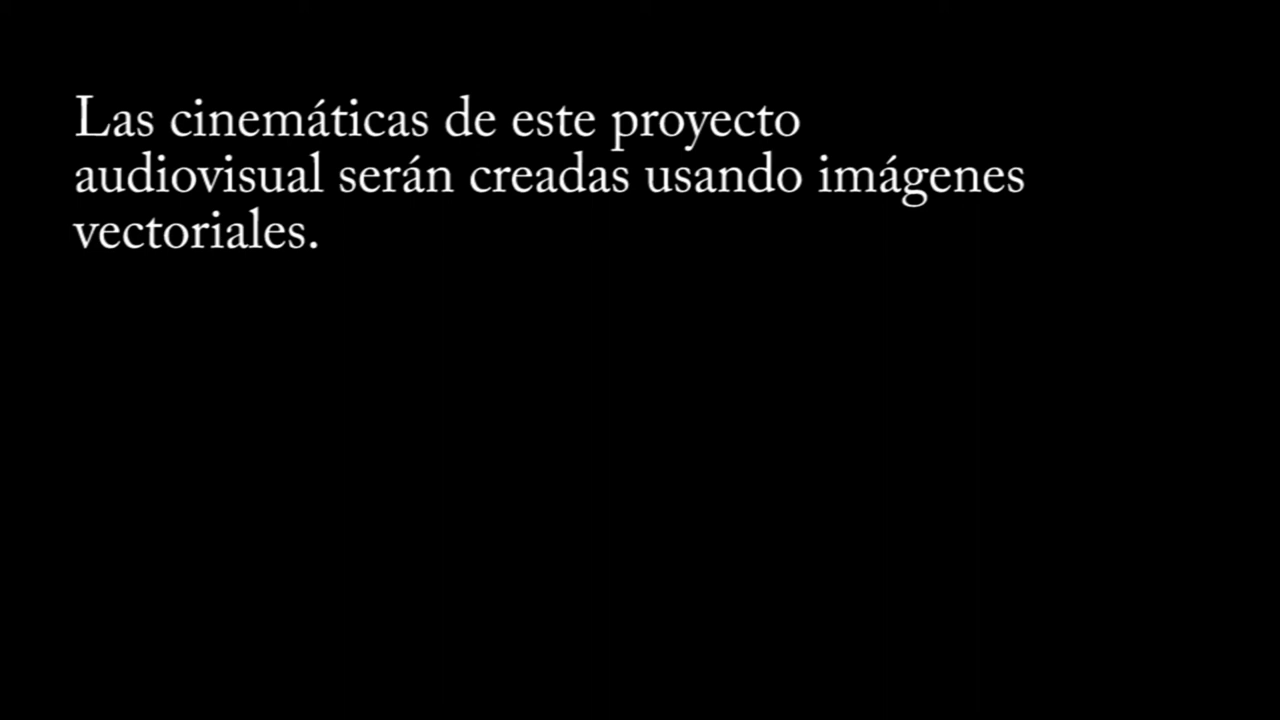 Las cinemáticas de este proyecto
audiovisual serán creadas usando imágenes
vectoriales.